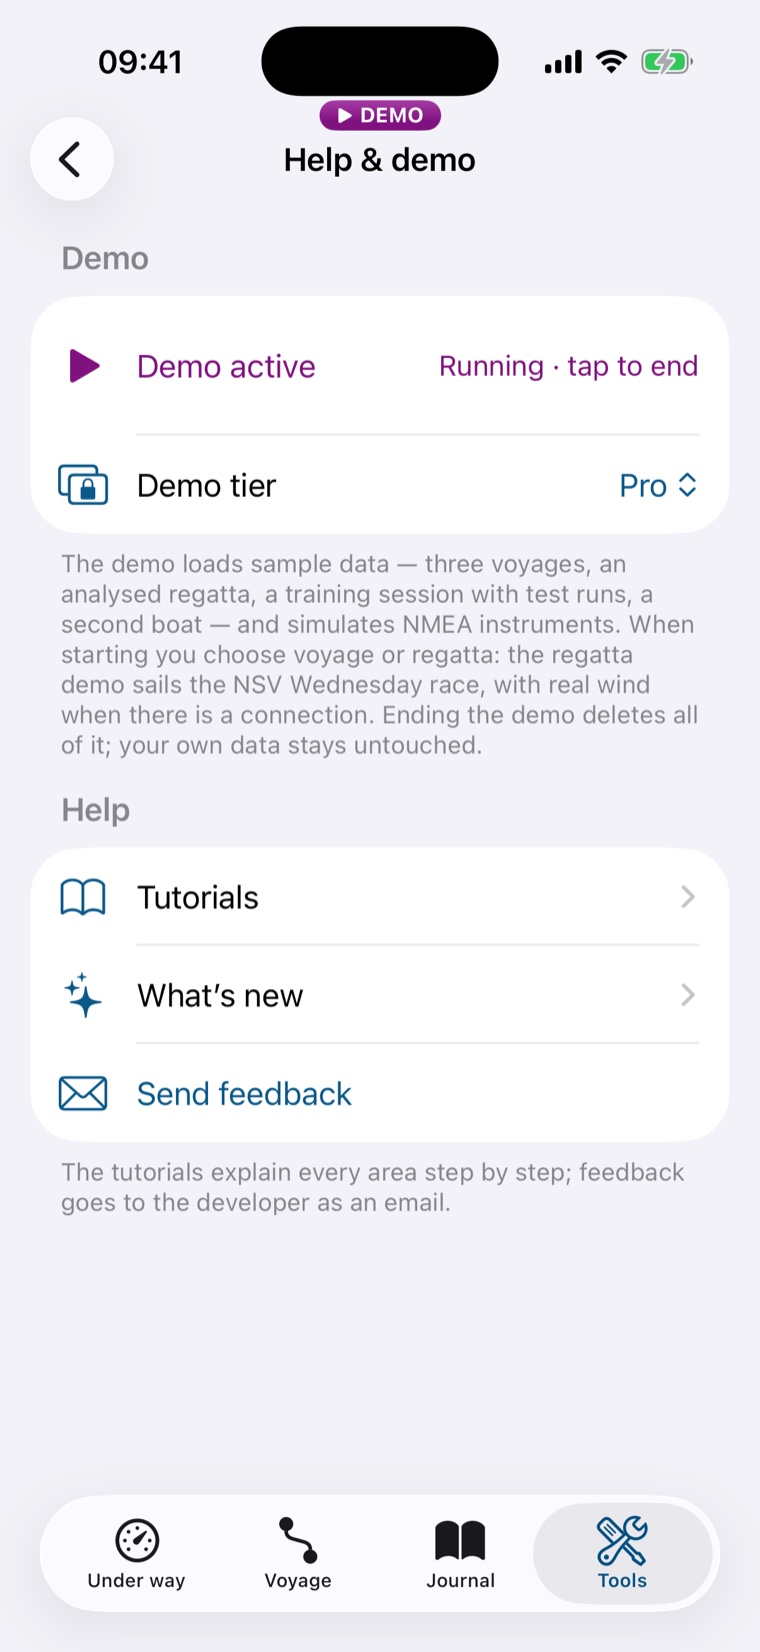 09:41
DEMO
Help & demo
Demo
Demo active
Running · tap to end
Demo tier
Pro
The demo loads sample data — three voyages, an
analysed regatta, a training session with test runs, a
second boat — and simulates NMEA instruments. When
starting you choose voyage or regatta: the regatta
demo sails the NSV Wednesday race, with real wind
when there is a connection. Ending the demo deletes all
of it; your own data stays untouched.
Help
Tutorials
What's new
Send feedback
The tutorials explain every area step by step; feedback
goes to the developer as an email.
Under way
Voyage
Journal
Tools